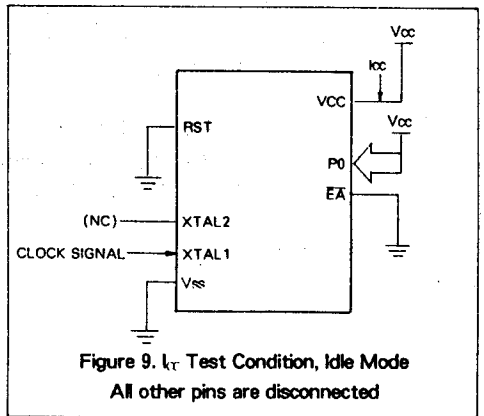 Vcc
Icc
VCC
Vcc
RST
P0
EA
(NC)
XTAL2
CLOCK SIGNAL
XTAL1
Vss
Figure 9. Icc Test Condition, Idle Mode
All other pins are disconnected